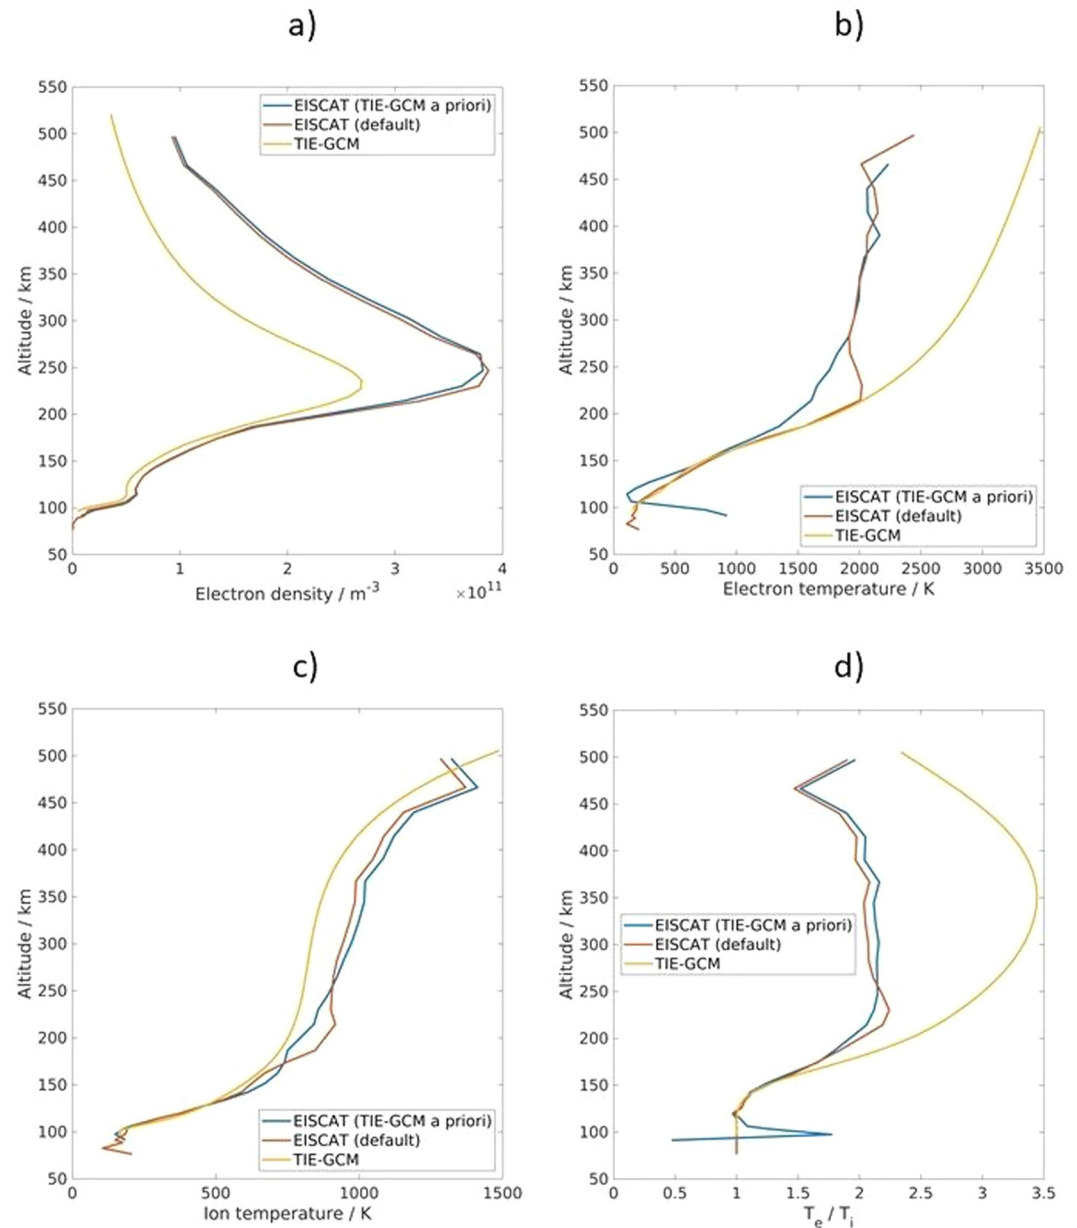 a)
550
500
450
400
350
300
250
200
150
100
50
Altitude / km
EISCAT (TIE-GCM a priori)
EISCAT (default)
TIE-GCM
0 1 2 3 4
Electron density / m⁻³ ×10¹¹
b)
550
500
450
400
350
300
250
200
150
100
50
Altitude / km
EISCAT (TIE-GCM a priori)
EISCAT (default)
TIE-GCM
0 500 1000 1500 2000 2500 3000 3500
Electron temperature / K
c)
550
500
450
400
350
300
250
200
150
100
50
Altitude / km
EISCAT (TIE-GCM a priori)
EISCAT (default)
TIE-GCM
0 500 1000 1500
Ion temperature / K
d)
550
500
450
400
350
300
250
200
150
100
50
Altitude / km
EISCAT (TIE-GCM a priori)
EISCAT (default)
TIE-GCM
0 0.5 1 1.5 2 2.5 3 3.5
Tₑ / Tᵢ